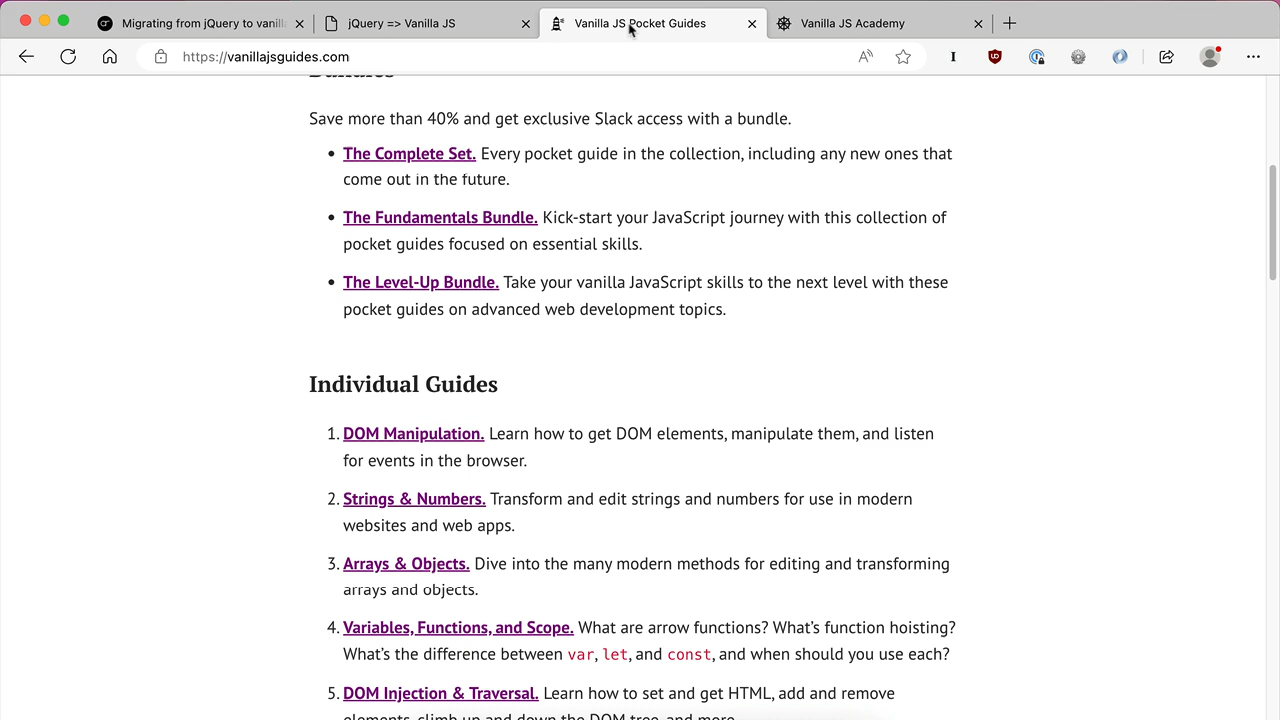 Migrating from jQuery to vanill
jQuery => Vanilla JS
Vanilla JS Pocket Guides
Vanilla JS Academy
https://vanillajsguides.com
Bundles
Save more than 40% and get exclusive Slack access with a bundle.
• The Complete Set. Every pocket guide in the collection, including any new ones that
come out in the future.
• The Fundamentals Bundle. Kick-start your JavaScript journey with this collection of
pocket guides focused on essential skills.
• The Level-Up Bundle. Take your vanilla JavaScript skills to the next level with these
pocket guides on advanced web development topics.
Individual Guides
1. DOM Manipulation. Learn how to get DOM elements, manipulate them, and listen
for events in the browser.
2. Strings & Numbers. Transform and edit strings and numbers for use in modern
websites and web apps.
3. Arrays & Objects. Dive into the many modern methods for editing and transforming
arrays and objects.
4. Variables, Functions, and Scope. What are arrow functions? What’s function hoisting?
What’s the difference between var, let, and const, and when should you use each?
5. DOM Injection & Traversal. Learn how to set and get HTML, add and remove
elements, climb up and down the DOM tree, and more.